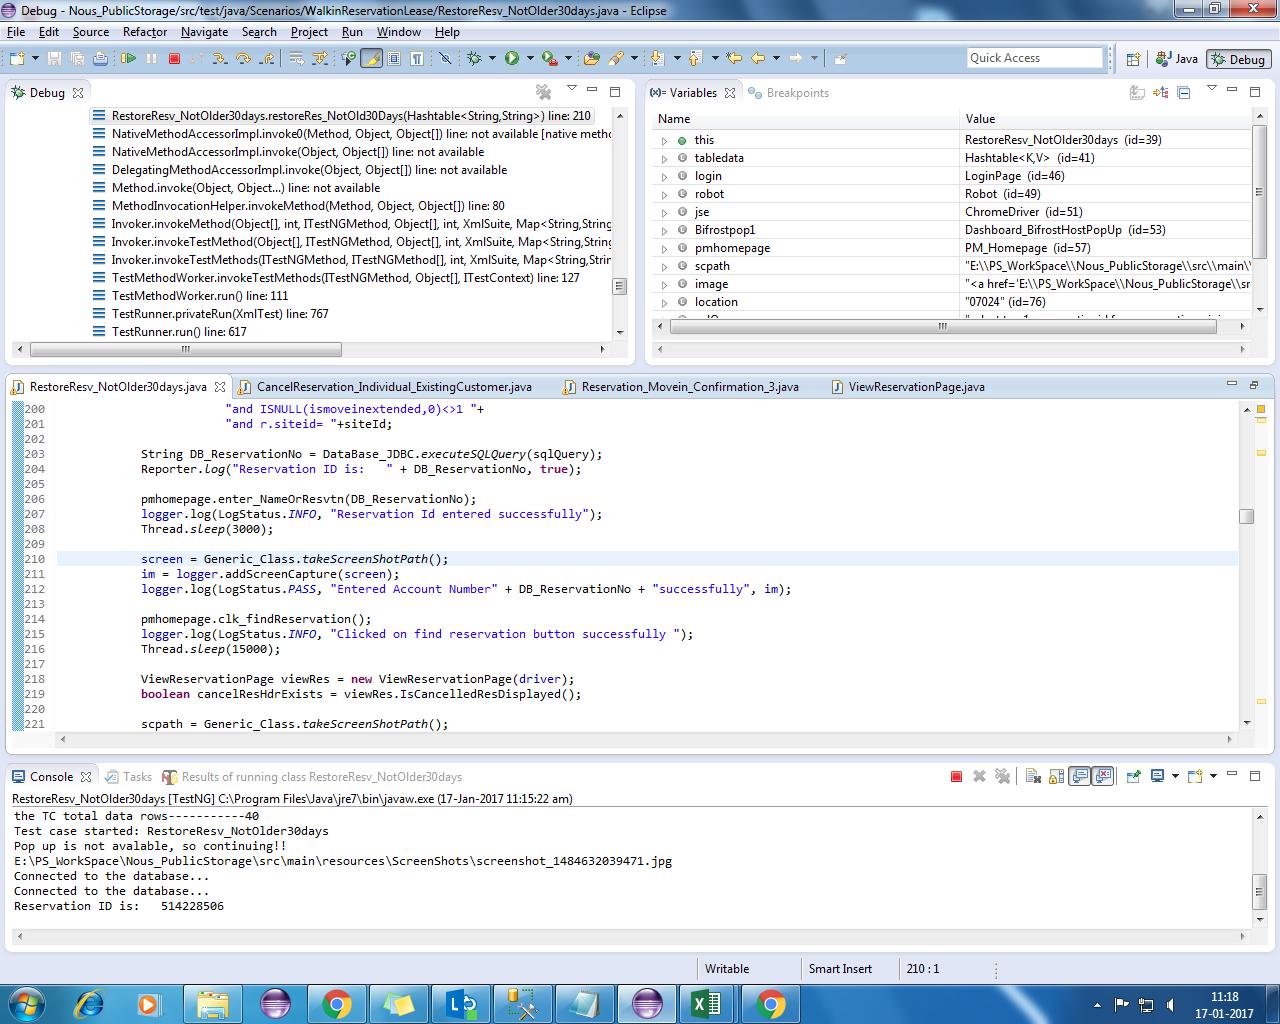 Debug - Nous_PublicStorage/src/test/java/Scenarios/WalkinReservationLease/RestoreResv_NotOlder30days.java - Eclipse
File Edit Source Refactor Navigate Search Project Run Window Help
Quick Access
Java
Debug
Debug
RestoreResv_NotOlder30days.restoreRes_NotOld30Days(Hashtable<String,String>) line: 210
NativeMethodAccessorImpl.invoke0(Method, Object, Object[]) line: not available [native meth
NativeMethodAccessorImpl.invoke(Object, Object[]) line: not available
DelegatingMethodAccessorImpl.invoke(Object, Object[]) line: not available
Method.invoke(Object, Object...) line: not available
MethodInvocationHelper.invokeMethod(Method, Object, Object[]) line: 80
Invoker.invokeMethod(Object[], int, ITestNGMethod, Object[], int, XmlSuite, Map<String,String
Invoker.invokeTestMethod(Object[], int, ITestNGMethod, Object[], int, XmlSuite, Map<String,S
Invoker.invokeTestMethods(ITestNGMethod, ITestNGMethod[], int, XmlSuite, Map<String,Strin
TestMethodWorker.invokeTestMethods(ITestNGMethod, Object[], ITestContext) line: 127
TestMethodWorker.run() line: 111
TestRunner.privateRun(XmlTest) line: 767
TestRunner.run() line: 617
Variables Breakpoints
Name Value
this RestoreResv_NotOlder30days (id=39)
tabledata Hashtable<K,V> (id=41)
login LoginPage (id=46)
robot Robot (id=49)
jse ChromeDriver (id=51)
Bifrostpop1 Dashboard_BifrostHostPopUp (id=53)
pmhomepage PM_Homepage (id=57)
scpath "E:\\PS_WorkSpace\\Nous_PublicStorage\\src\\main\\
image "<a href='E:\\PS_WorkSpace\\Nous_PublicStorage\\sr
location "07024" (id=76)
RestoreResv_NotOlder30days.java CancelReservation_Individual_ExistingCustomer.java Reservation_Movein_Confirmation_3.java ViewReservationPage.java
200 "and ISNULL(ismoveinextended,0)<>1 "+
201 "and r.siteid= "+siteId;
202
203 String DB_ReservationNo = DataBase_JDBC.executeSQLQuery(sqlQuery);
204 Reporter.log("Reservation ID is:   " + DB_ReservationNo, true);
205
206 pmhomepage.enter_NameOrResvtn(DB_ReservationNo);
207 logger.log(LogStatus.INFO, "Reservation Id entered successfully");
208 Thread.sleep(3000);
209
210 screen = Generic_Class.takeScreenShotPath();
211 im = logger.addScreenCapture(screen);
212 logger.log(LogStatus.PASS, "Entered Account Number" + DB_ReservationNo + "successfully", im);
213
214 pmhomepage.clk_findReservation();
215 logger.log(LogStatus.INFO, "Clicked on find reservation button successfully ");
216 Thread.sleep(15000);
217
218 ViewReservationPage viewRes = new ViewReservationPage(driver);
219 boolean cancelResHdrExists = viewRes.IsCancelledResDisplayed();
220
221 scpath = Generic_Class.takeScreenShotPath();
Console Tasks Results of running class RestoreResv_NotOlder30days
RestoreResv_NotOlder30days [TestNG] C:\Program Files\Java\jre7\bin\javaw.exe (17-Jan-2017 11:15:22 am)
the TC total data rows-----------40
Test case started: RestoreResv_NotOlder30days
Pop up is not avalable, so continuing!!
E:\PS_WorkSpace\Nous_PublicStorage\src\main\resources\ScreenShots\screenshot_1484632039471.jpg
Connected to the database...
Connected to the database...
Reservation ID is:   514228506
Writable Smart Insert 210 : 1
11:18
17-01-2017